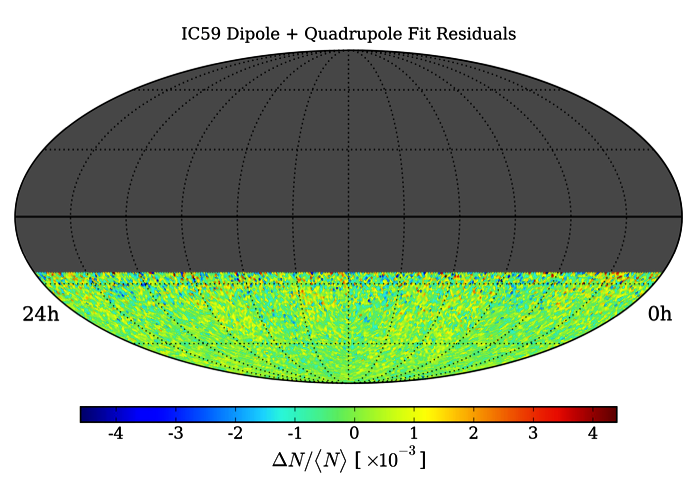 IC59 Dipole + Quadrupole Fit Residuals
24h 0h
-4 -3 -2 -1 0 1 2 3 4
ΔN/⟨N⟩ [ ×10⁻³ ]